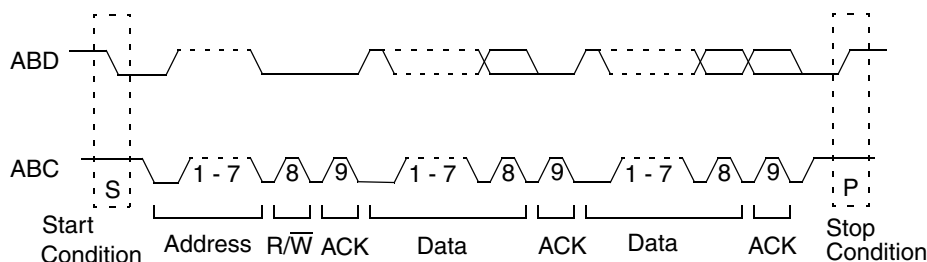 ABD
ABC
1 - 7 8 9 1 - 7 8 9 1 - 7 8 9
S P
Start Condition
Address R/W̅ ACK Data ACK Data ACK
Stop Condition